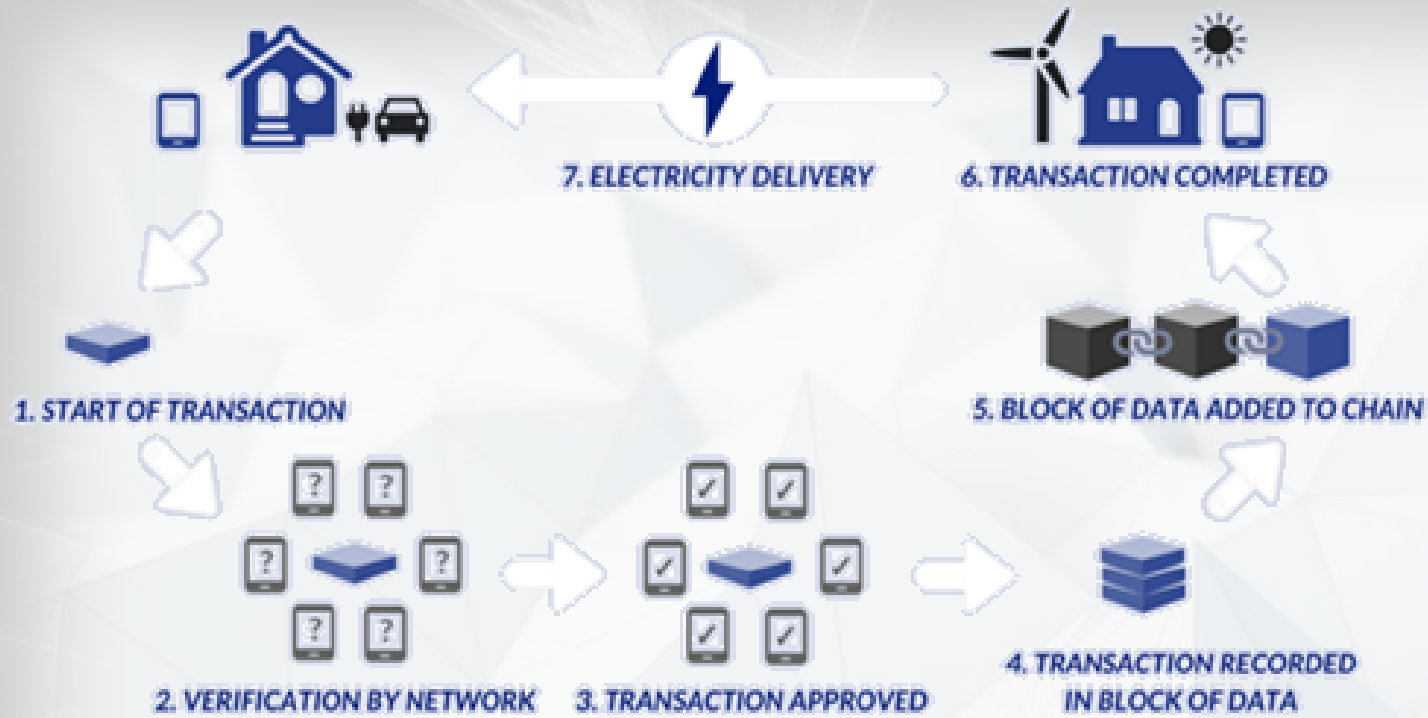 7. ELECTRICITY DELIVERY
6. TRANSACTION COMPLETED
1. START OF TRANSACTION
5. BLOCK OF DATA ADDED TO CHAIN
? ?
? ?
? ?
2. VERIFICATION BY NETWORK
3. TRANSACTION APPROVED
4. TRANSACTION RECORDED
IN BLOCK OF DATA